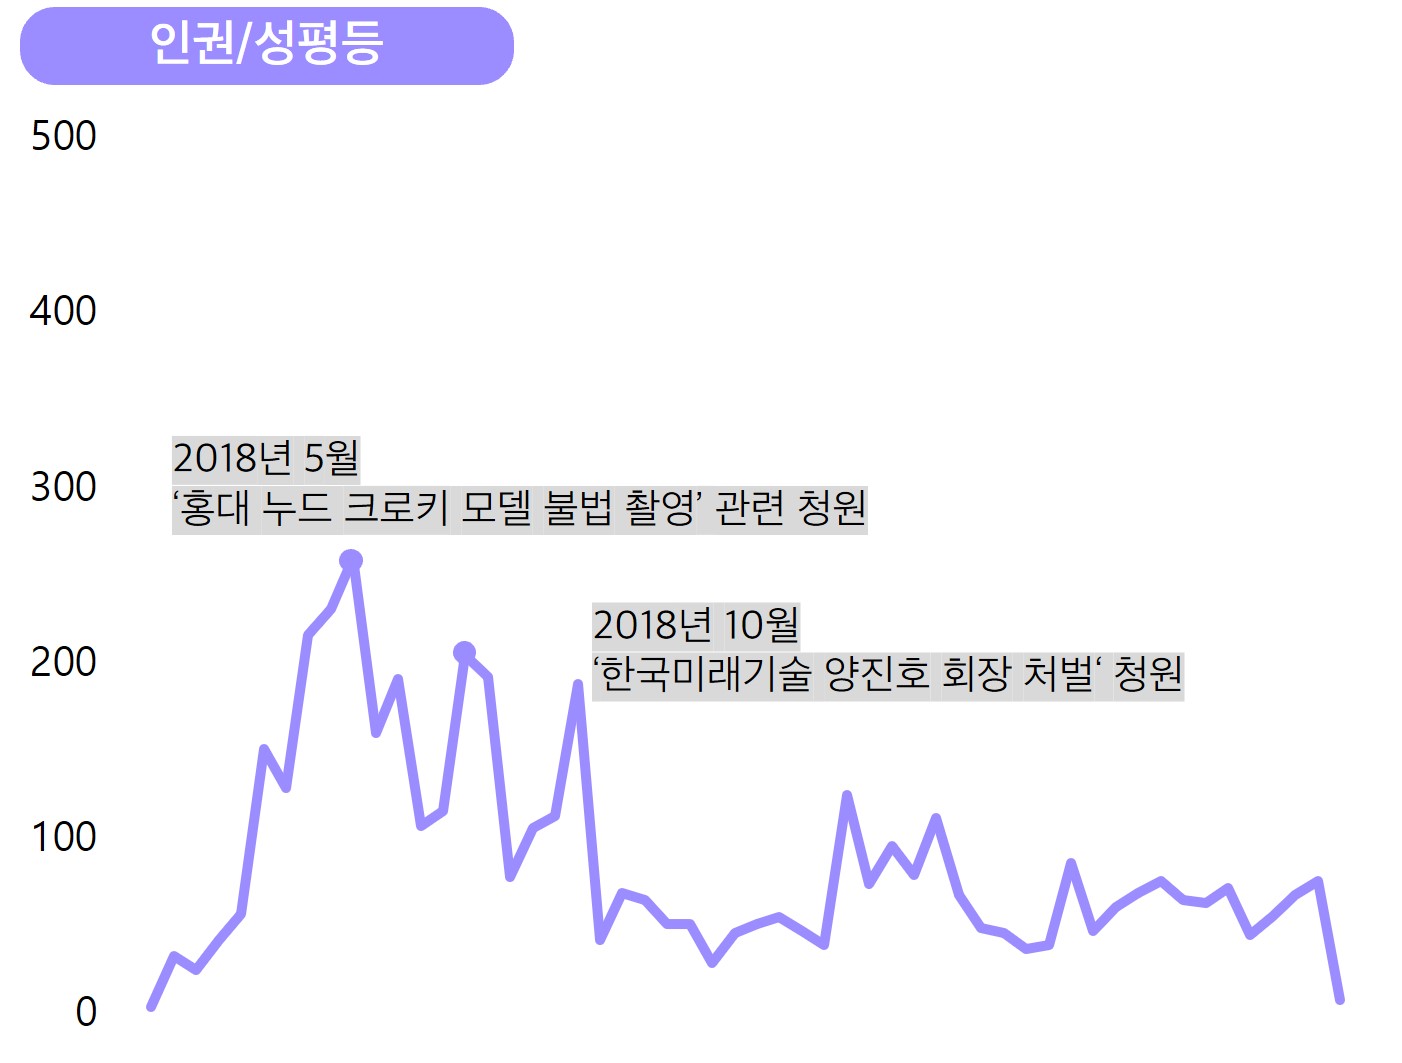 인권/성평등
500
400
2018년 5월
300
‘홍대 누드 크로키 모델 불법 촬영’ 관련 청원
2018년 10월
200
‘한국미래기술 양진호 회장 처벌‘ 청원
100
0